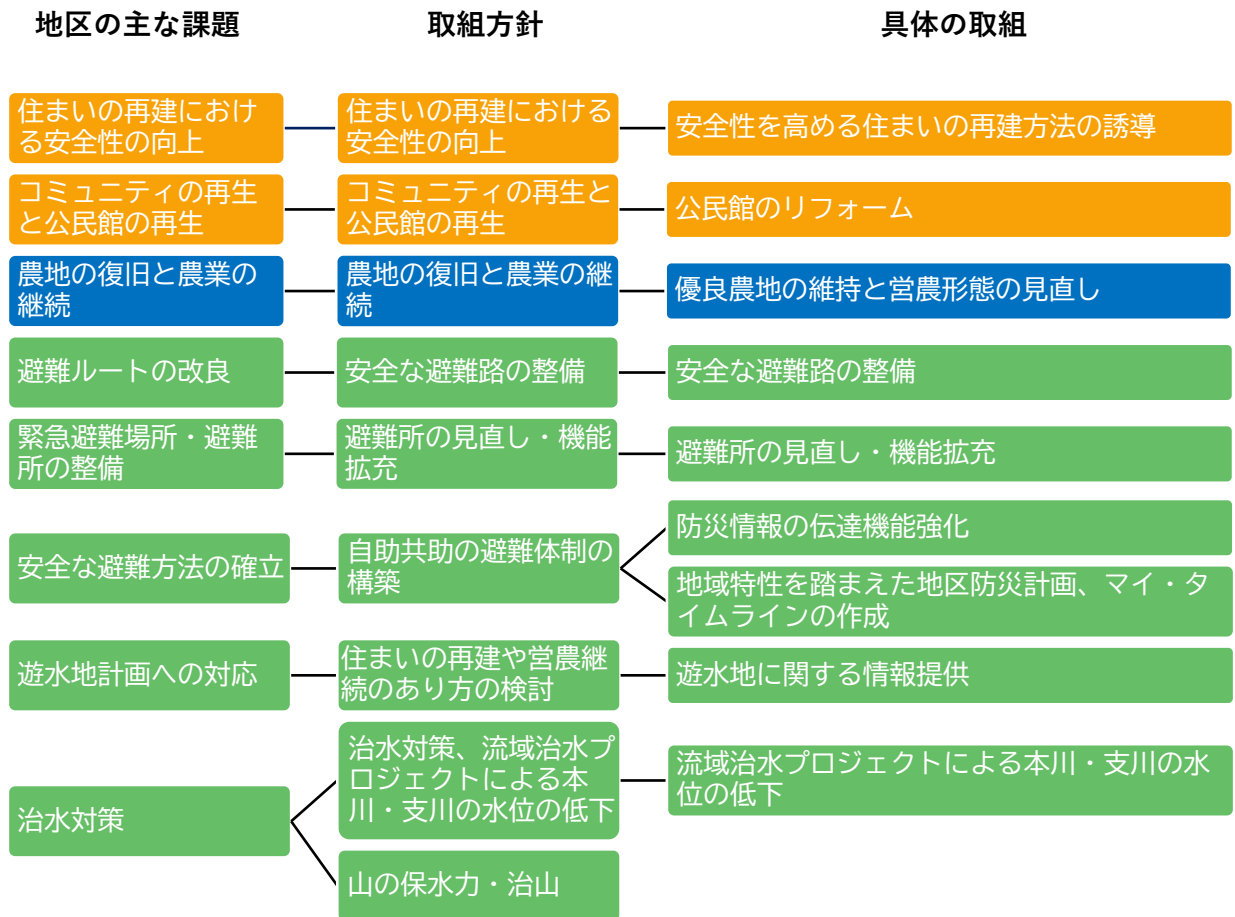 地区の主な課題
取組方針
具体の取組
住まいの再建におけ
る安全性の向上
住まいの再建における
安全性の向上
安全性を高める住まいの再建方法の誘導
コミュニティの再生
と公民館の再生
コミュニティの再生と
公民館の再生
公民館のリフォーム
農地の復旧と農業の
継続
農地の復旧と農業の継
続
優良農地の維持と営農形態の見直し
避難ルートの改良
安全な避難路の整備
安全な避難路の整備
緊急避難場所・避難
所の整備
避難所の見直し・機能
拡充
避難所の見直し・機能拡充
安全な避難方法の確立
自助共助の避難体制の
構築
防災情報の伝達機能強化
地域特性を踏まえた地区防災計画、マイ・タ
イムラインの作成
遊水地計画への対応
住まいの再建や営農継
続のあり方の検討
遊水地に関する情報提供
治水対策
治水対策、流域治水プ
ロジェクトによる本
川・支川の水位の低下
流域治水プロジェクトによる本川・支川の水
位の低下
山の保水力・治山